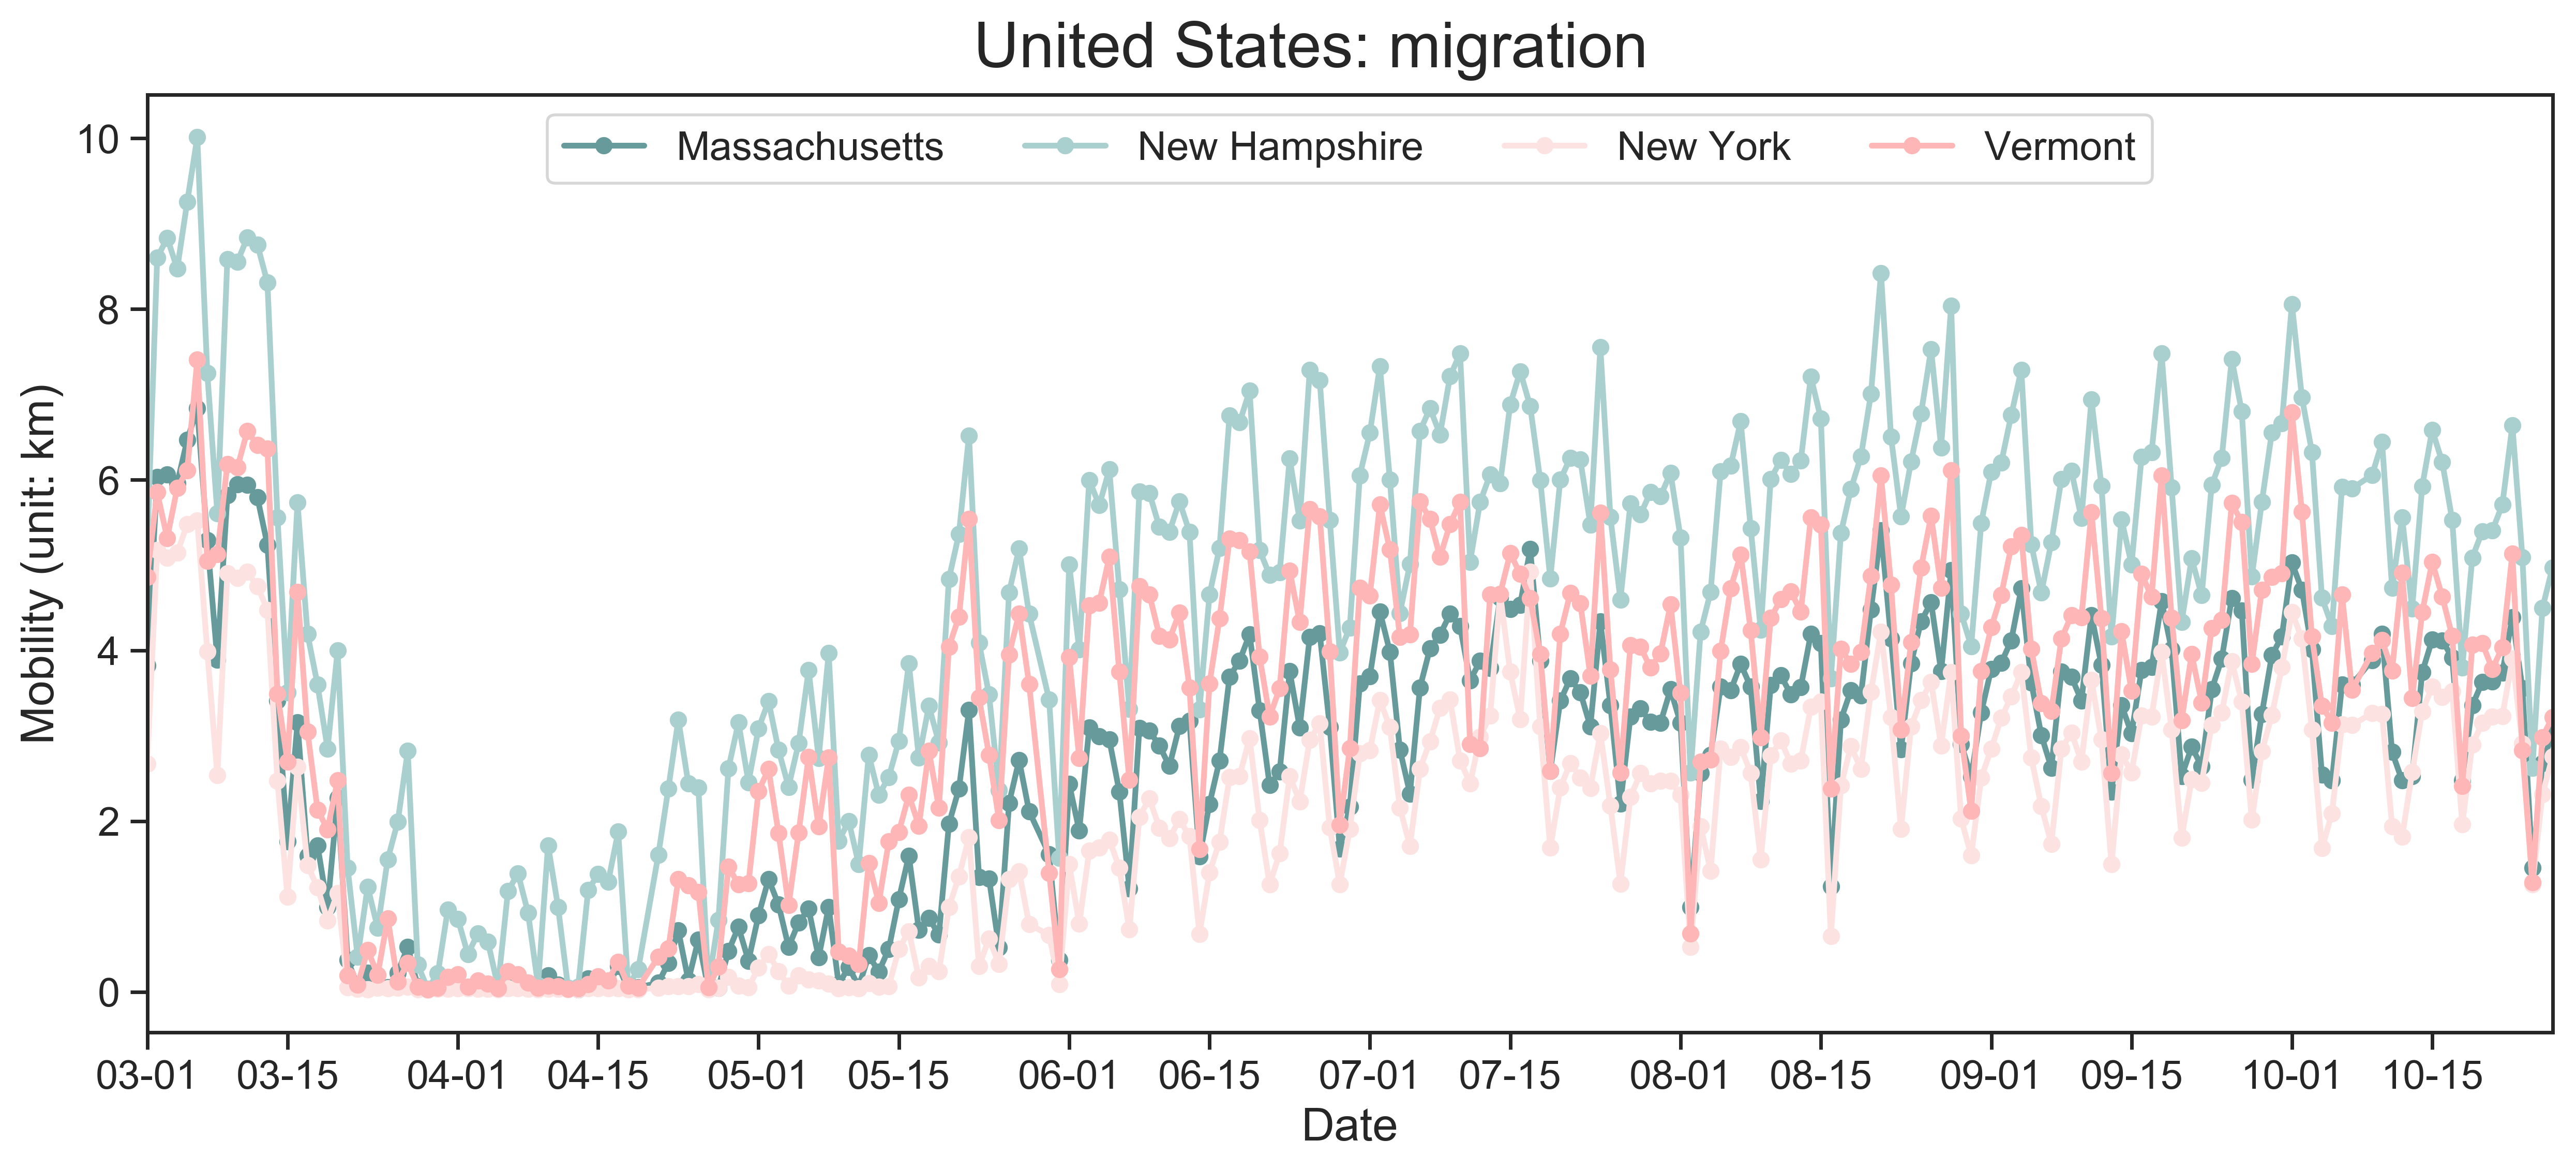 United States: migration
Massachusetts New Hampshire New York Vermont
Mobility (unit: km)
10
8
6
4
2
0
03-01 03-15 04-01 04-15 05-01 05-15 06-01 06-15 07-01 07-15 08-01 08-15 09-01 09-15 10-01 10-15
Date